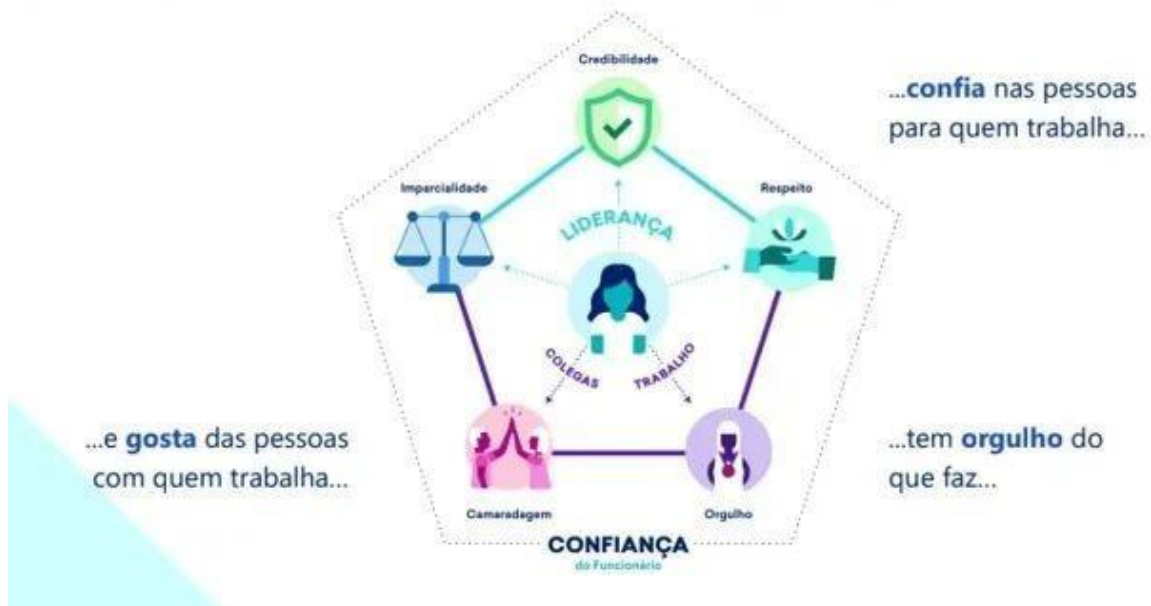 Credibilidade
...confia nas pessoas
para quem trabalha...
Imparcialidade
Respeito
LIDERANÇA
COLEGAS
TRABALHO
...e gosta das pessoas
com quem trabalha...
...tem orgulho do
que faz...
Camaradagem
Orgulho
CONFIANÇA
do Funcionário